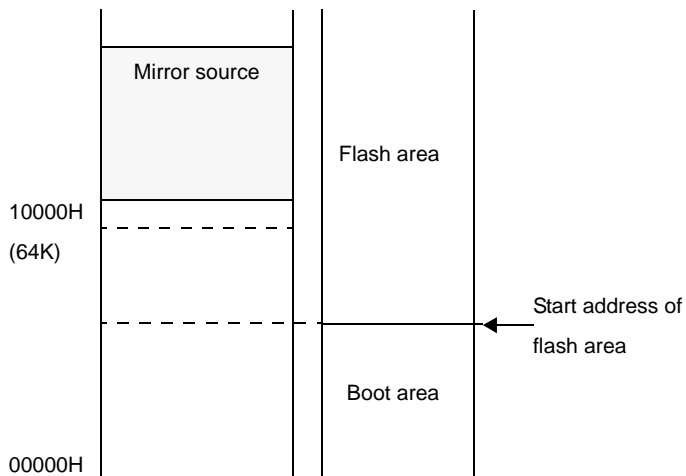 Mirror source
Flash area
10000H
(64K)
Start address of
flash area
Boot area
00000H